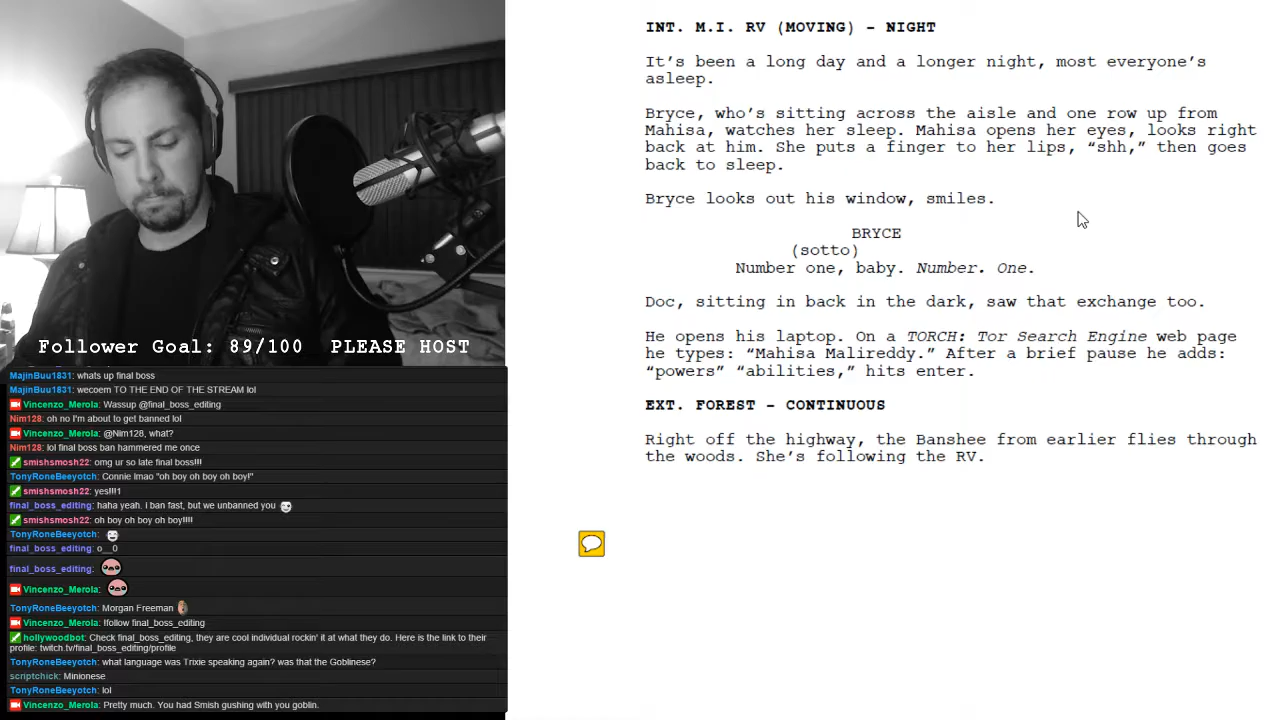 INT. M.I. RV (MOVING) – NIGHT
It’s been a long day and a longer night, most everyone’s
asleep.
Bryce, who’s sitting across the aisle and one row up from
Mahisa, watches her sleep. Mahisa opens her eyes, looks right
back at him. She puts a finger to her lips, “shh,” then goes
back to sleep.
Bryce looks out his window, smiles.
BRYCE
(sotto)
Number one, baby. Number. One.
Doc, sitting in back in the dark, saw that exchange too.
He opens his laptop. On a TORCH: Tor Search Engine web page
he types: “Mahisa Malireddy.” After a brief pause he adds:
“powers” “abilities,” hits enter.
EXT. FOREST – CONTINUOUS
Right off the highway, the Banshee from earlier flies through
the woods. She’s following the RV.
Follower Goal: 89/100 PLEASE HOST
MajinBuu1831: whats up final boss
MajinBuu1831: wecoem TO THE END OF THE STREAM lol
Vincenzo_Merola: Wassup @final_boss_editing
Nim128: oh no I'm about to get banned lol
Vincenzo_Merola: @Nim128, what?
Nim128: lol final boss ban hammered me once
smishsmosh22: omg ur so late final boss!!!
TonyRoneBeeyotch: Connie lmao "oh boy oh boy oh boy!"
smishsmosh22: yes!!!1
final_boss_editing: haha yeah. I ban fast, but we unbanned you
smishsmosh22: oh boy oh boy oh boy!!!!
TonyRoneBeeyotch:
final_boss_editing: o__0
final_boss_editing:
Vincenzo_Merola:
TonyRoneBeeyotch: Morgan Freeman
Vincenzo_Merola: !follow final_boss_editing
hollywoodbot: Check final_boss_editing, they are cool individual rockin' it at what they do. Here is the link to their
profile: twitch.tv/final_boss_editing/profile
TonyRoneBeeyotch: what language was Trixie speaking again? was that the Goblinese?
scriptchick: Minionese
TonyRoneBeeyotch: lol
Vincenzo_Merola: Pretty much. You had Smish gushing with you goblin.